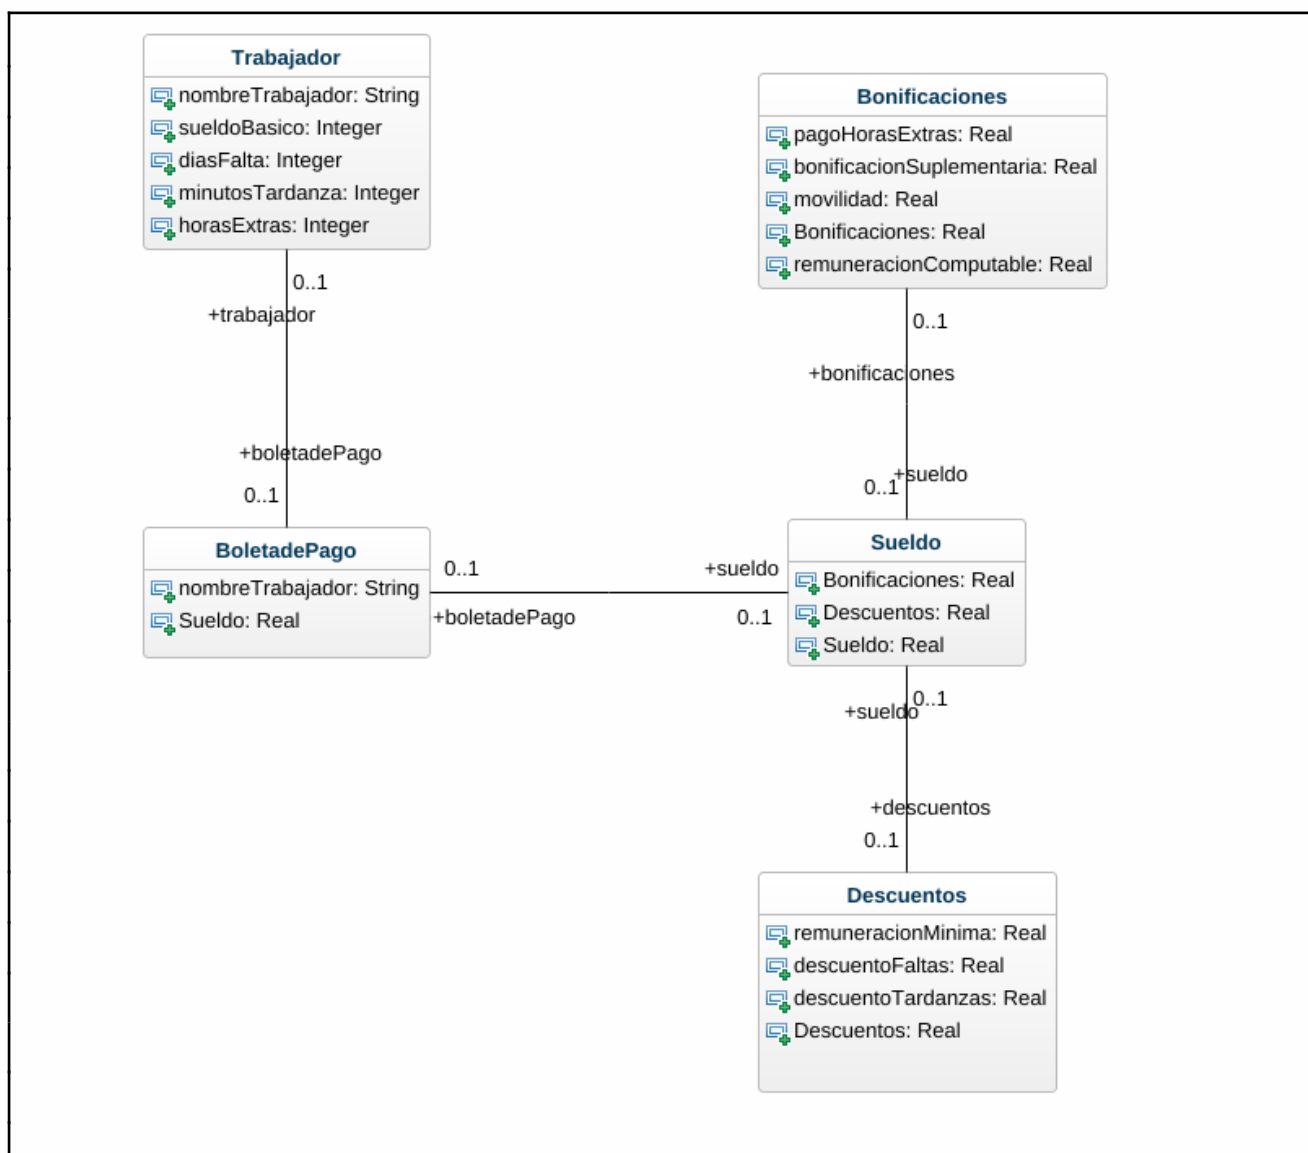 Trabajador
nombreTrabajador: String
sueldoBasico: Integer
diasFalta: Integer
minutosTardanza: Integer
horasExtras: Integer
0..1
+trabajador
+boletadePago
0..1
BoletadePago
nombreTrabajador: String
Sueldo: Real
0..1
+boletadePago
+sueldo
0..1
Bonificaciones
pagoHorasExtras: Real
bonificacionSuplementaria: Real
movilidad: Real
Bonificaciones: Real
remuneracionComputable: Real
0..1
+bonificaciones
+sueldo
0..1
Sueldo
Bonificaciones: Real
Descuentos: Real
Sueldo: Real
0..1
+sueldo
+descuentos
0..1
Descuentos
remuneracionMinima: Real
descuentoFaltas: Real
descuentoTardanzas: Real
Descuentos: Real